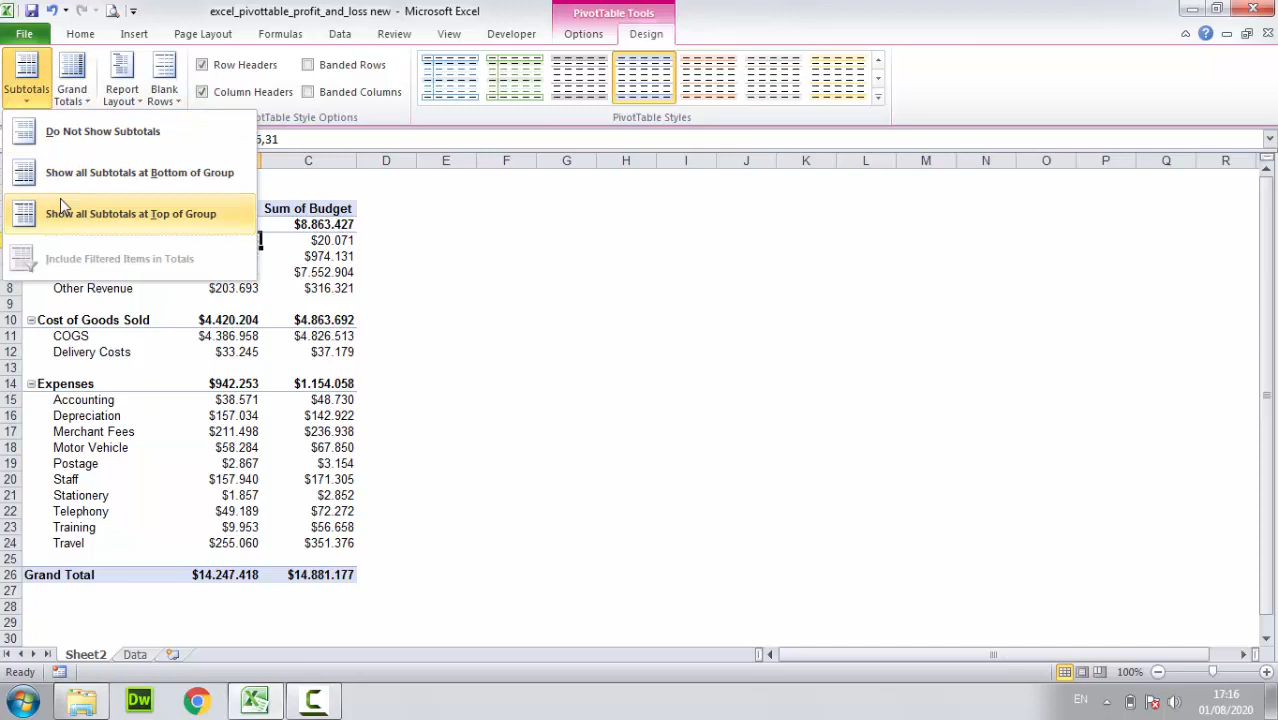 excel_pivottable_profit_and_loss new - Microsoft Excel
PivotTable Tools
File Home Insert Page Layout Formulas Data Review View Developer Options Design
Subtotals
Grand Totals
Report Layout
Blank Rows
Row Headers Banded Rows
Column Headers Banded Columns
Table Style Options
PivotTable Styles
Do Not Show Subtotals
Show all Subtotals at Bottom of Group
Show all Subtotals at Top of Group
Include Filtered Items in Totals
,31
C D E F G H I J K L M N O P Q R
Sum of Budget
$8.863.427
$20.071
$974.131
$7.552.904
8 Other Revenue $203.693 $316.321
9
10 Cost of Goods Sold $4.420.204 $4.863.692
11 COGS $4.386.958 $4.826.513
12 Delivery Costs $33.245 $37.179
13
14 Expenses $942.253 $1.154.058
15 Accounting $38.571 $48.730
16 Depreciation $157.034 $142.922
17 Merchant Fees $211.498 $236.938
18 Motor Vehicle $58.284 $67.850
19 Postage $2.867 $3.154
20 Staff $157.940 $171.305
21 Stationery $1.857 $2.852
22 Telephony $49.189 $72.272
23 Training $9.953 $56.658
24 Travel $255.060 $351.376
25
26 Grand Total $14.247.418 $14.881.177
27
28
29
30
Sheet2 Data
Ready 100%
Dw
EN 17:16
01/08/2020